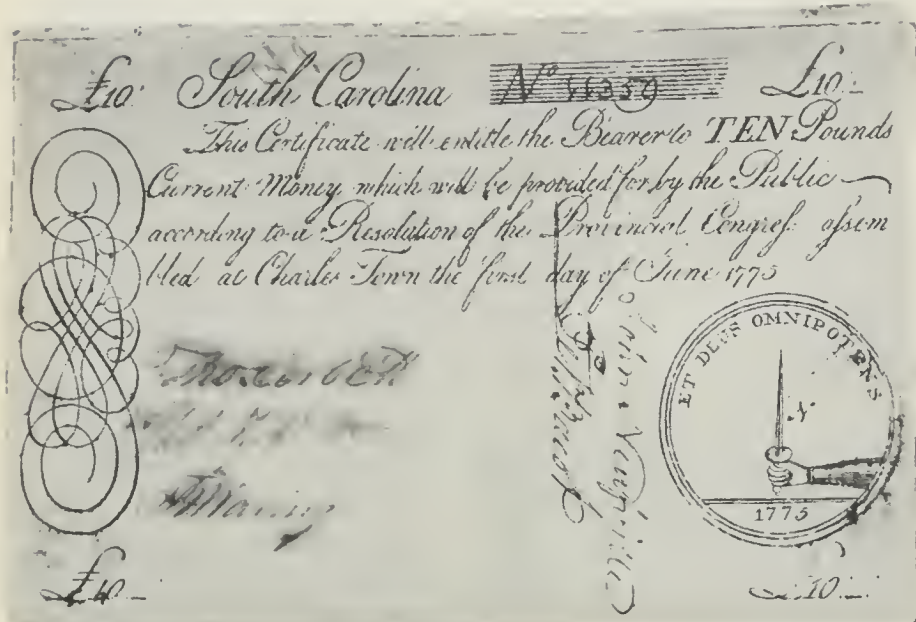 £10 South Carolina No 11350 £10
This Certificate will entitle the Bearer to TEN Pounds
Current Money which will be provided for by the Public
according to a Resolution of the Provincial Congress assem
bled at Charles Town the first day of June 1775
ET DEUS OMNIPOTENS
1775
£10
£10